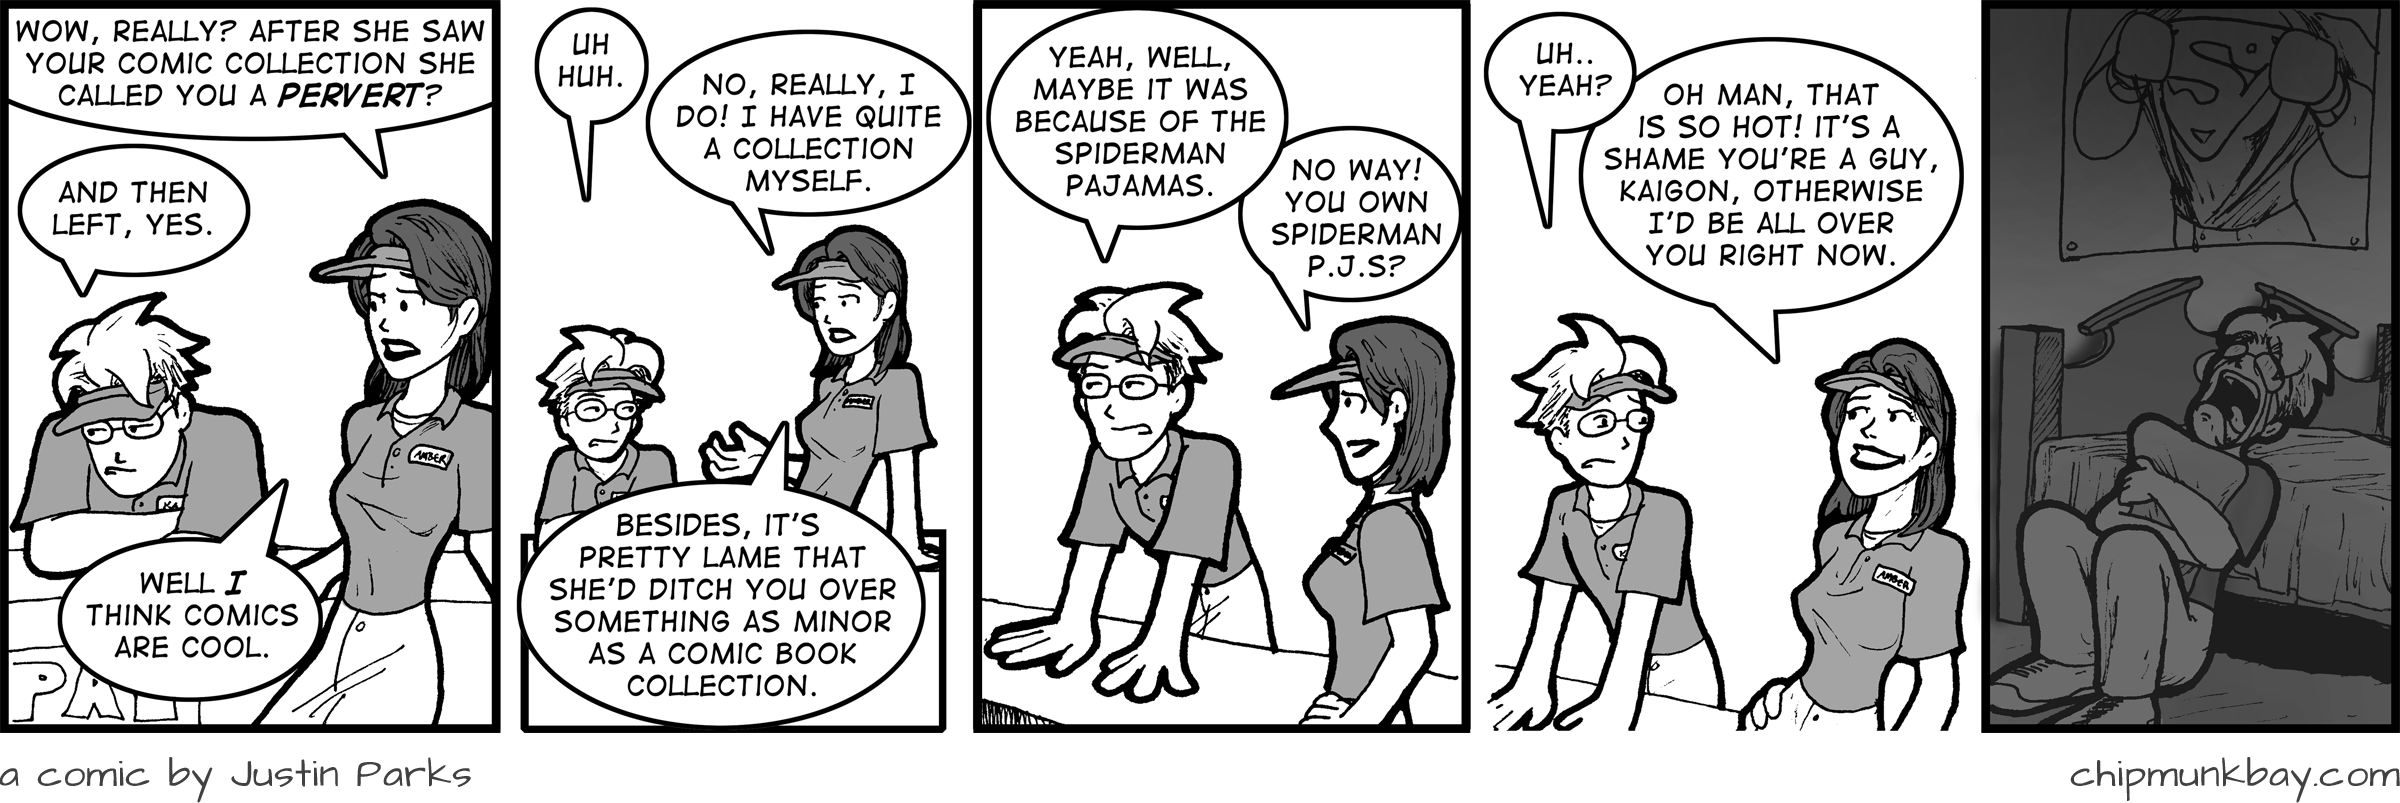 WOW, REALLY? AFTER SHE SAW
YOUR COMIC COLLECTION SHE
CALLED YOU A PERVERT?
AND THEN
LEFT, YES.
AMBER
KA
WELL I
THINK COMICS
ARE COOL.
PALI
UH
HUH.
NO, REALLY, I
DO! I HAVE QUITE
A COLLECTION
MYSELF.
AMBER
BESIDES, IT'S
PRETTY LAME THAT
SHE'D DITCH YOU OVER
SOMETHING AS MINOR
AS A COMIC BOOK
COLLECTION.
YEAH, WELL,
MAYBE IT WAS
BECAUSE OF THE
SPIDERMAN
PAJAMAS.
NO WAY!
YOU OWN
SPIDERMAN
P.J.S?
UH..
YEAH?
OH MAN, THAT
IS SO HOT! IT'S A
SHAME YOU'RE A GUY,
KAIGON, OTHERWISE
I'D BE ALL OVER
YOU RIGHT NOW.
AMBER
a comic by Justin Parks
chipmunkbay.com